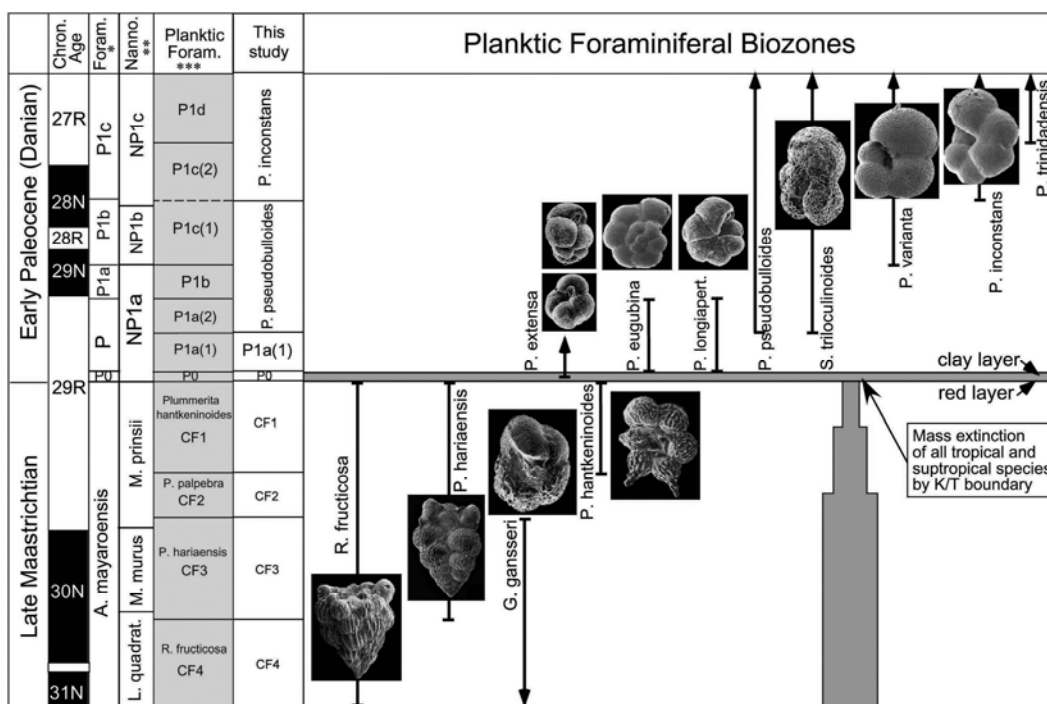 Chron.
Age
Foram.
*
Nanno.
**
Planktic
Foram.
***
This
study
Planktic Foraminiferal Biozones
Early Paleocene (Danian)
Late Maastrichtian
27R
28N
28R
29N
29R
30N
31N
P1c
P1b
P1a
P
P0
A. mayaroensis
NP1c
NP1b
NP1a
M. prinsii
M. murus
L. quadrat.
P1d
P1c(2)
P1c(1)
P1b
P1a(2)
P1a(1)
P0
Plummerita
hantkeninoides
CF1
P. palpebra
CF2
P. hariaensis
CF3
R. fructicosa
CF4
P. inconstans
P. pseudobulloides
P1a(1)
P0
CF1
CF2
CF3
CF4
R. fructicosa
P. hariaensis
G. gansseri
P. hantkeninoides
P. extensa
P. eugubina
P. longiapert.
P. pseudobulloides
S. triloculinoides
P. varianta
P. inconstans
P. trinidadensis
clay layer
red layer
Mass extinction
of all tropical and
suptropical species
by K/T boundary